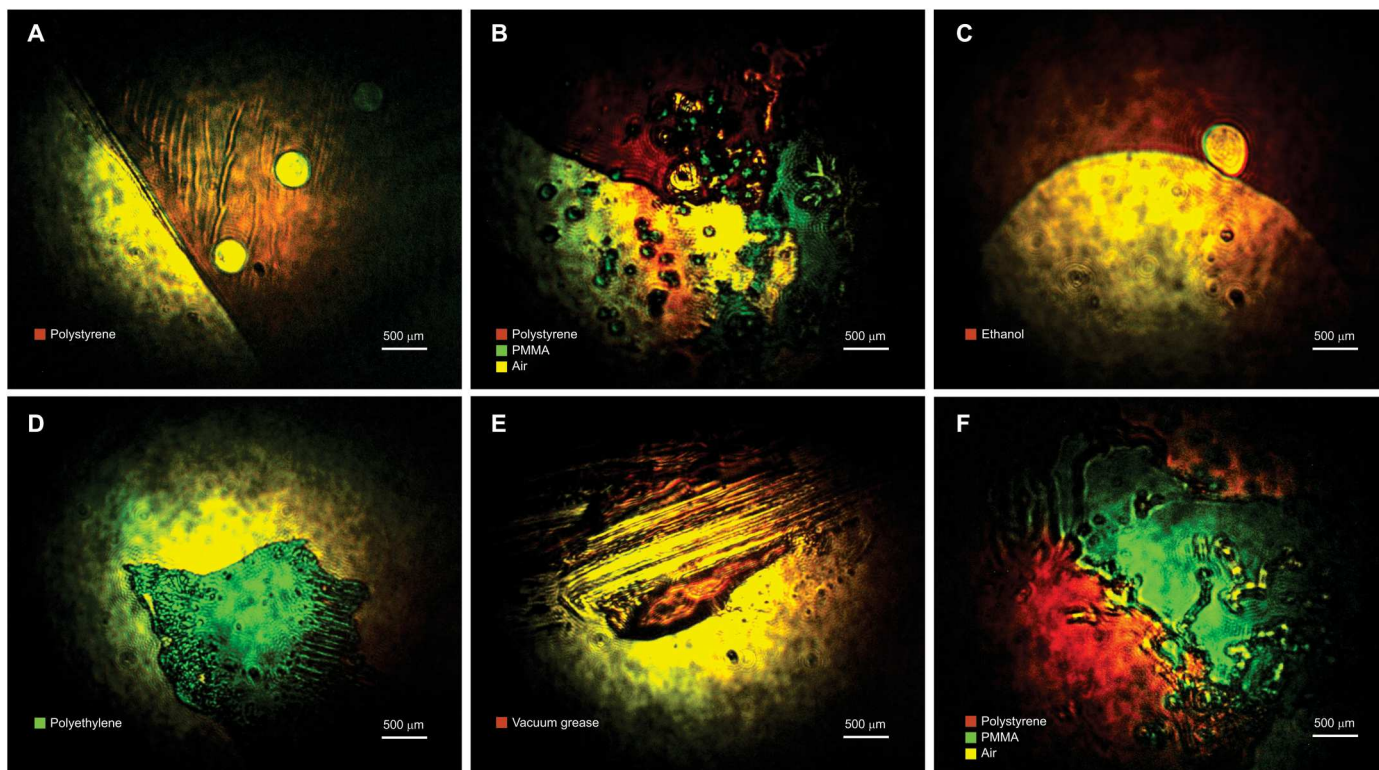 A
Polystyrene
500 µm
B
Polystyrene
PMMA
Air
500 µm
C
Ethanol
500 µm
D
Polyethylene
500 µm
E
Vacuum grease
500 µm
F
Polystyrene
PMMA
Air
500 µm